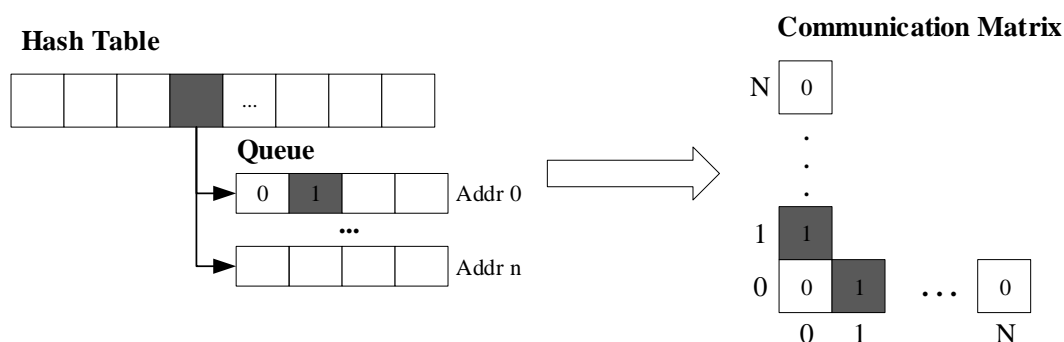 Communication Matrix
Hash Table
...
Queue
0 1 Addr 0
...
Addr n
N 0
.
.
.
1 1
0 0 1 ... 0
0 1 N